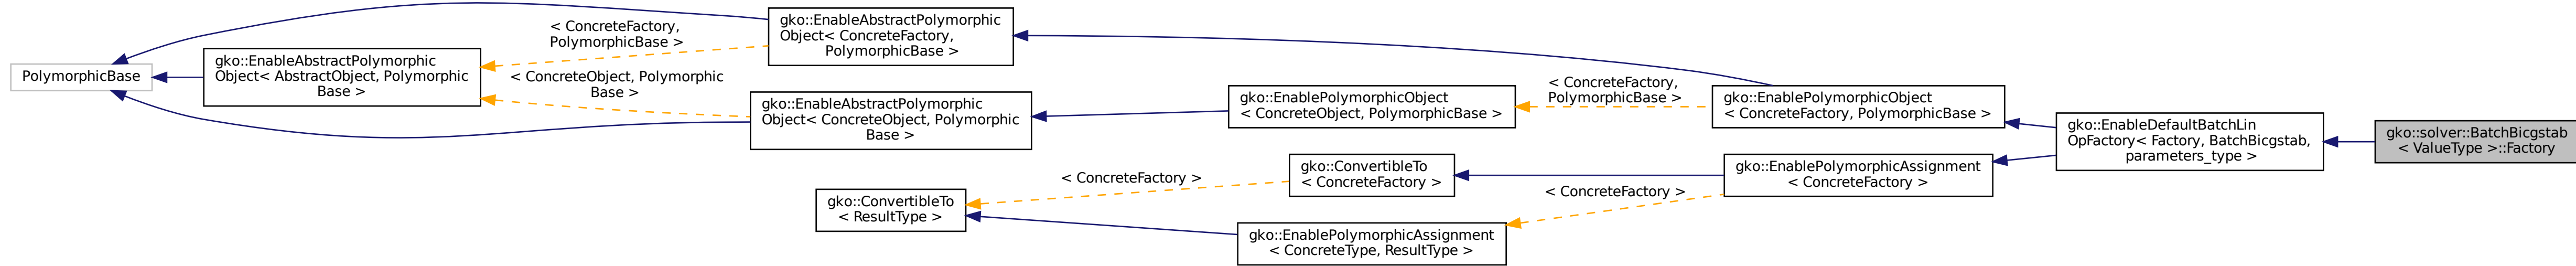 PolymorphicBase
gko::EnableAbstractPolymorphic
Object< AbstractObject, Polymorphic
Base >
< ConcreteFactory,
PolymorphicBase >
< ConcreteObject, Polymorphic
Base >
gko::EnableAbstractPolymorphic
Object< ConcreteFactory,
PolymorphicBase >
gko::EnableAbstractPolymorphic
Object< ConcreteObject, Polymorphic
Base >
gko::ConvertibleTo
< ResultType >
< ConcreteFactory >
gko::EnablePolymorphicObject
< ConcreteObject, PolymorphicBase >
gko::ConvertibleTo
< ConcreteFactory >
gko::EnablePolymorphicAssignment
< ConcreteType, ResultType >
< ConcreteFactory,
PolymorphicBase >
< ConcreteFactory >
gko::EnablePolymorphicObject
< ConcreteFactory, PolymorphicBase >
gko::EnablePolymorphicAssignment
< ConcreteFactory >
gko::EnableDefaultBatchLin
OpFactory< Factory, BatchBicgstab,
parameters_type >
gko::solver::BatchBicgstab
< ValueType >::Factory